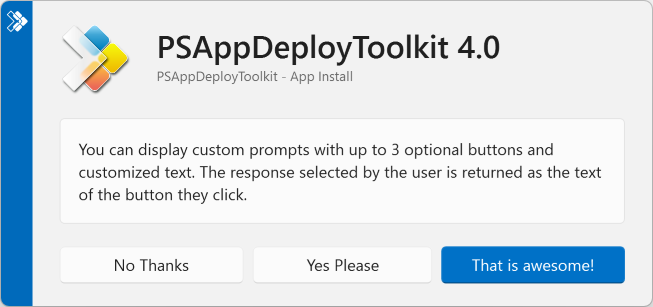 PSAppDeployToolkit 4.0
PSAppDeployToolkit - App Install
You can display custom prompts with up to 3 optional buttons and
customized text. The response selected by the user is returned as the text
of the button they click.
No Thanks
Yes Please
That is awesome!